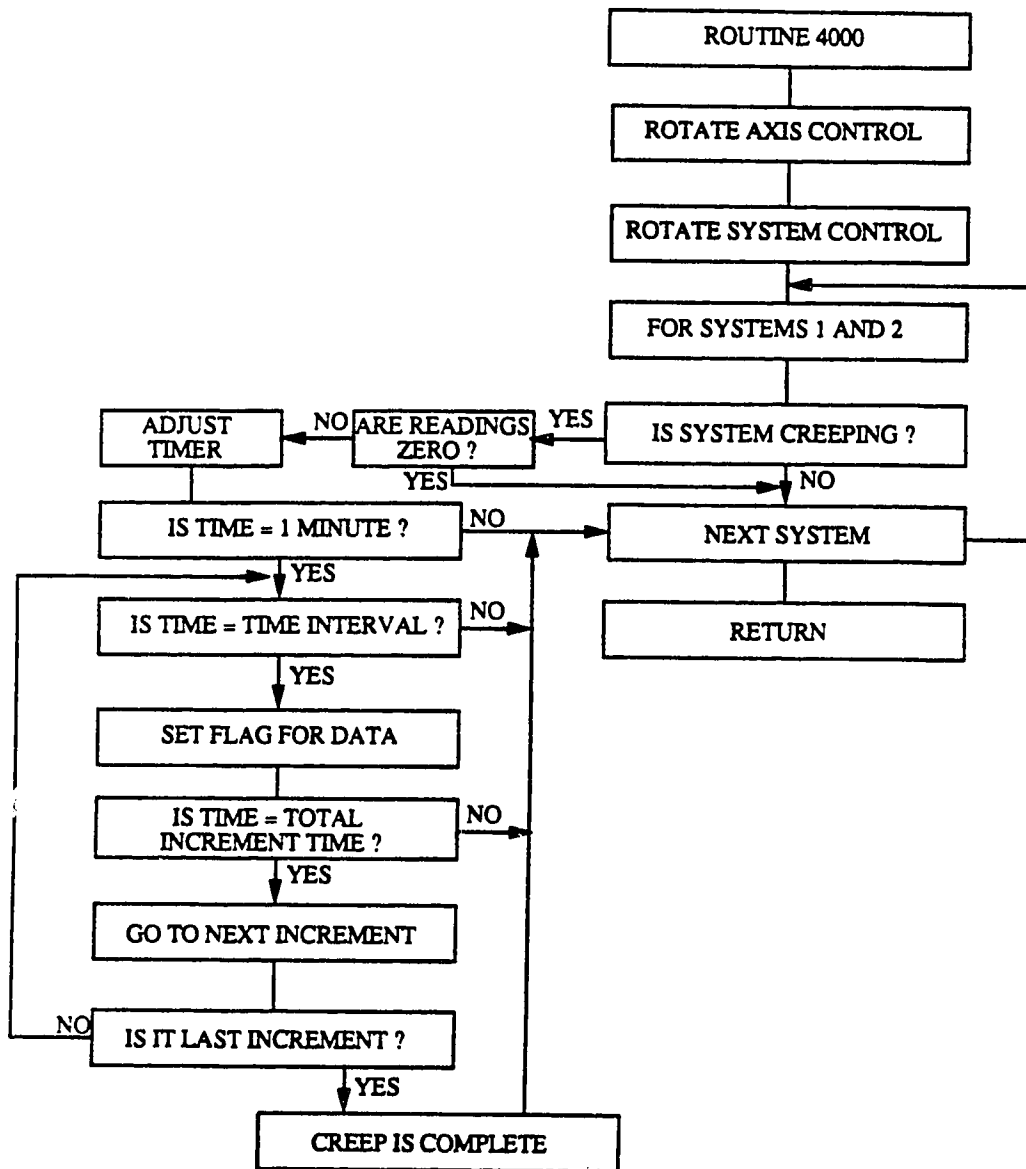 ROUTINE 4000
ROTATE AXIS CONTROL
ROTATE SYSTEM CONTROL
FOR SYSTEMS 1 AND 2
IS SYSTEM CREEPING ?
YES
NO
ARE READINGS
ZERO ?
NO
YES
ADJUST
TIMER
IS TIME = 1 MINUTE ?
NO
YES
NEXT SYSTEM
RETURN
IS TIME = TIME INTERVAL ?
NO
YES
SET FLAG FOR DATA
IS TIME = TOTAL
INCREMENT TIME ?
NO
YES
GO TO NEXT INCREMENT
IS IT LAST INCREMENT ?
NO
YES
CREEP IS COMPLETE